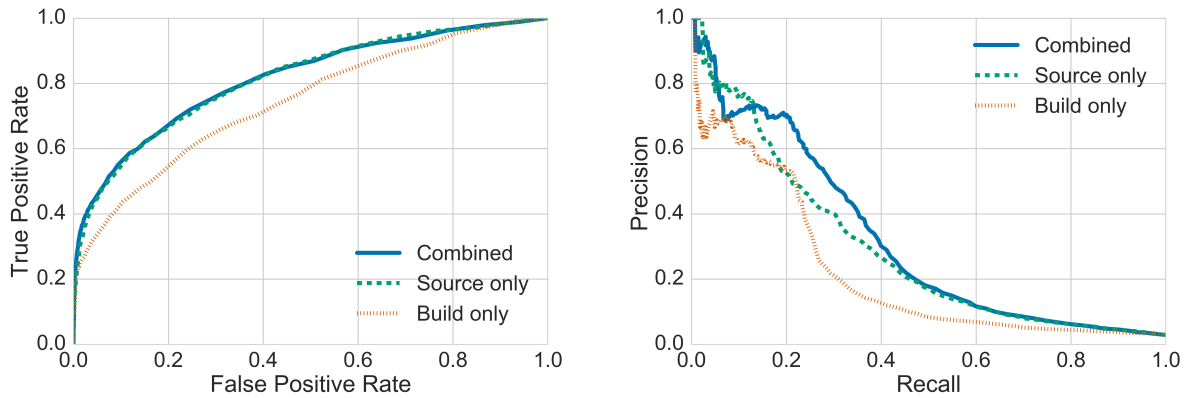 1.0
0.8
0.6
0.4
0.2
0.0
0.0 0.2 0.4 0.6 0.8 1.0
True Positive Rate
False Positive Rate
Combined
Source only
Build only
1.0
0.8
0.6
0.4
0.2
0.0
0.0 0.2 0.4 0.6 0.8 1.0
Precision
Recall
Combined
Source only
Build only